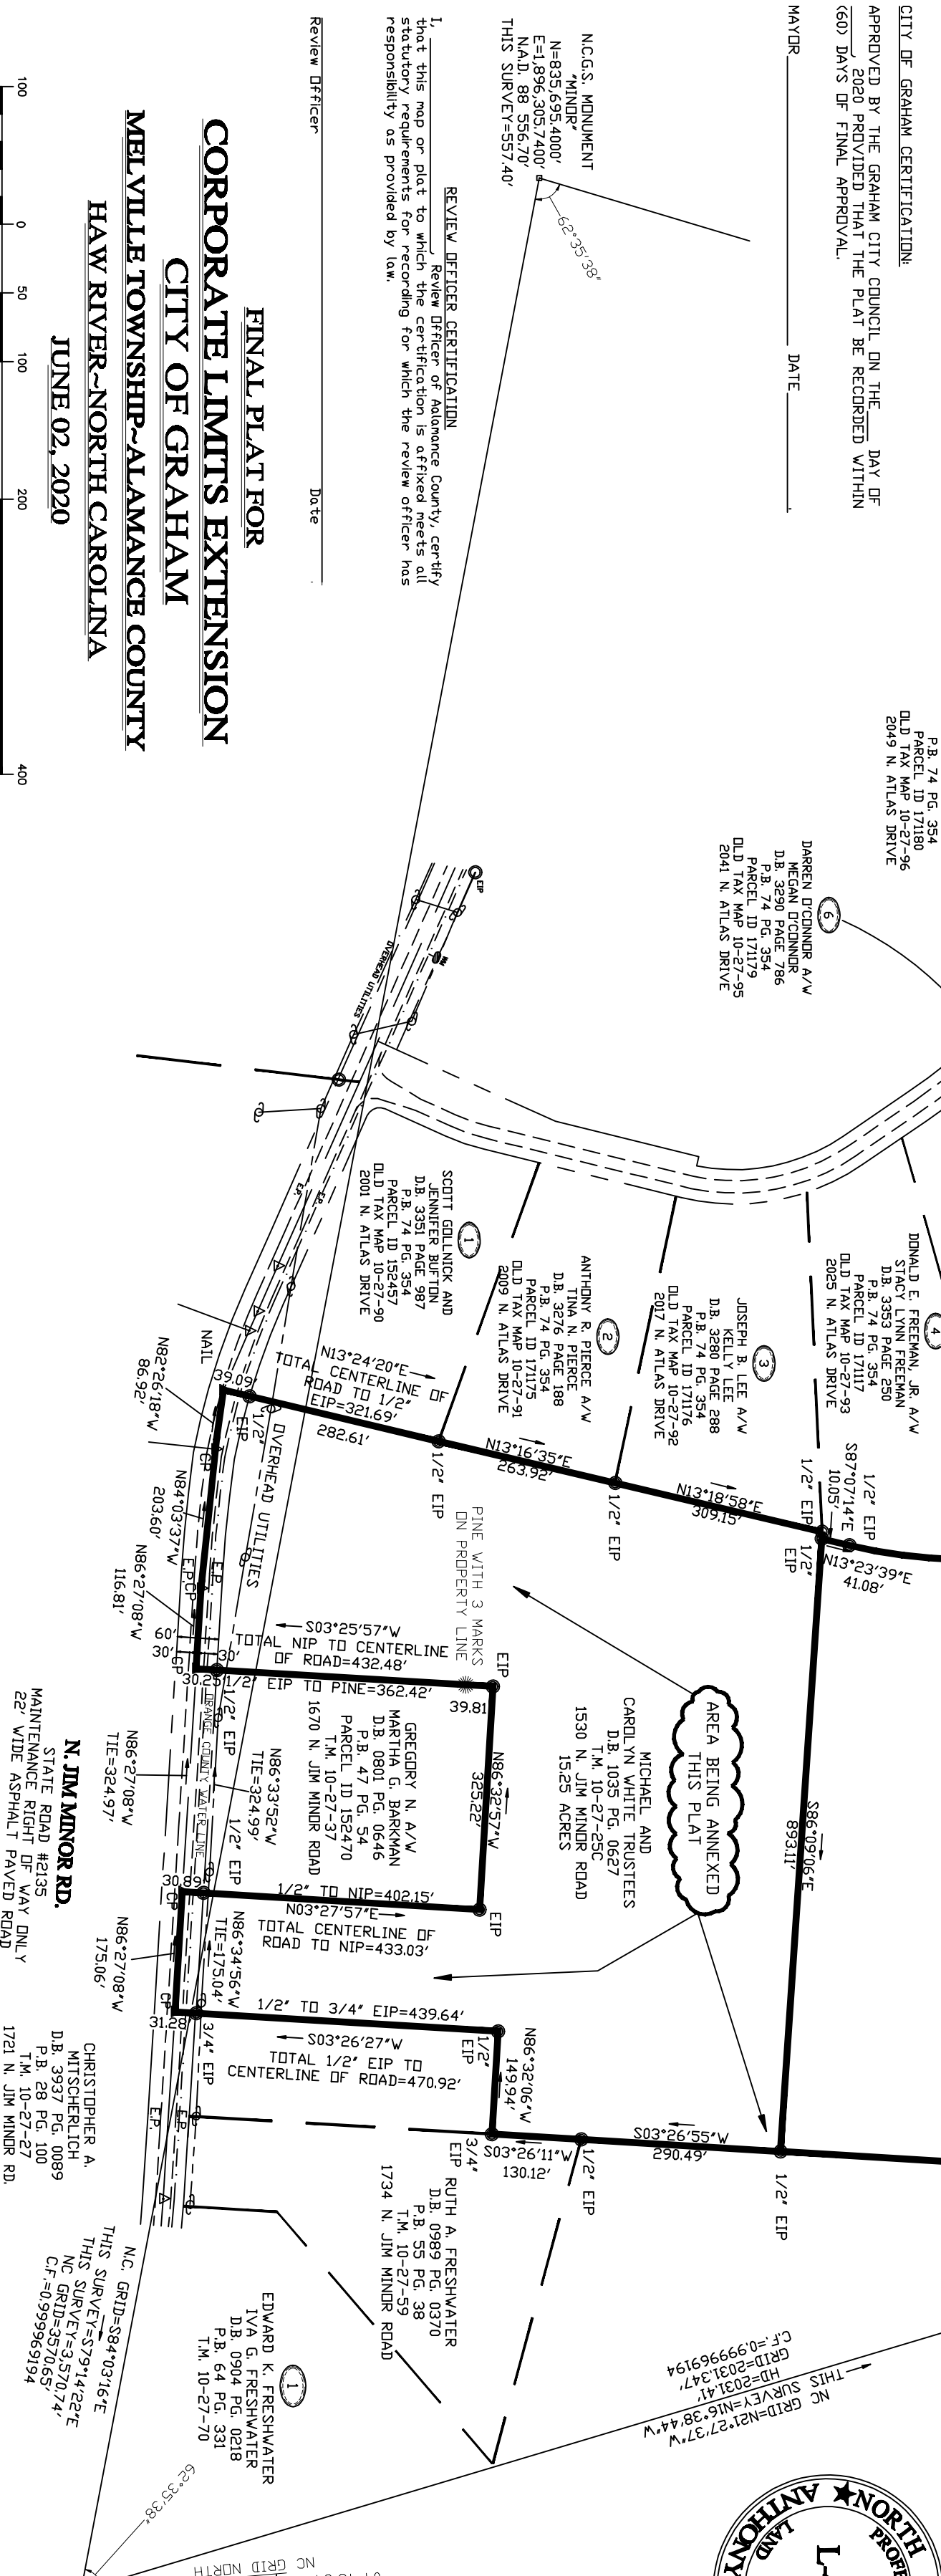 CITY OF GRAHAM CERTIFICATION:
APPROVED BY THE GRAHAM CITY COUNCIL ON THE ____ DAY OF
________, 2020 PROVIDED THAT THE PLAT BE RECORDED WITHIN
(60) DAYS OF FINAL APPROVAL.
MAYOR ____________ DATE ____________.
N.C.G.S. MONUMENT
"MINOR"
N=835,695.4000'
E=1,896,305.7400'
N.A.D. 88 556.70'
THIS SURVEY=557.40'
62°35'38"
REVIEW OFFICER CERTIFICATION
I, ____________, Review Officer of Aalamance County, certify
that this map or plat to which the certification is affixed meets all
statutory requirements for recording for which the review officer has
responsibility as provided by law.
Review Officer ____________ Date ____________.
FINAL PLAT FOR
CORPORATE LIMITS EXTENSION
CITY OF GRAHAM
MELVILLE TOWNSHIP~ALAMANCE COUNTY
HAW RIVER~NORTH CAROLINA
JUNE 02, 2020
100 0 50 100 200 400
P.B. 74 PG. 354
PARCEL ID 171180
OLD TAX MAP 10-27-96
2049 N. ATLAS DRIVE
6
DARREN O'CONNOR A/W
MEGAN O'CONNOR
D.B. 3290 PAGE 786
P.B. 74 PG. 354
PARCEL ID 171179
OLD TAX MAP 10-27-95
2041 N. ATLAS DRIVE
EIP
MM
OVERHEAD UTILITIES
4
DONALD E. FREEMAN, JR. A/W
STACY LYNN FREEMAN
D.B. 3353 PAGE 250
P.B. 74 PG. 354
PARCEL ID 171117
OLD TAX MAP 10-27-93
2025 N. ATLAS DRIVE
3
JOSEPH B. LEE A/W
KELLY LEE
D.B. 3280 PAGE 288
P.B. 74 PG. 354
PARCEL ID 171176
OLD TAX MAP 10-27-92
2017 N. ATLAS DRIVE
2
ANTHONY R. PIERCE A/W
TINA N. PIERCE
D.B. 3276 PAGE 188
P.B. 74 PG. 354
PARCEL ID 171175
OLD TAX MAP 10-27-91
2009 N. ATLAS DRIVE
1
SCOTT GOLLNICK AND
JENNIFER BUFTON
D.B. 3351 PAGE 987
P.B. 74 PG. 354
PARCEL ID 152457
OLD TAX MAP 10-27-90
2001 N. ATLAS DRIVE
E.P.
E.P.
1/2" EIP
S87°07'14"E
10.05'
1/2" EIP
1/2"
EIP
N13°23'39"E
41.08'
N13°18'58"E
309.15'
1/2" EIP
N13°16'35"E
263.92'
1/2" EIP
N13°24'20"E
TOTAL CENTERLINE OF
ROAD TO 1/2"
EIP=321.69'
282.61'
1/2"
EIP
39.09'
NAIL
N82°26'18"W
86.92'
CP
OVERHEAD UTILITIES
N84°03'37"W
203.60'
E.P.
E.P.
CP
N86°27'08"W
116.81'
60'
30'
30'
CP
30.25'
S03°25'57"W
TOTAL NIP TO CENTERLINE
OF ROAD=432.48'
1/2" EIP TO PINE=362.42'
1/2" EIP
PINE WITH 3 MARKS
ON PROPERTY LINE
EIP
39.81
N86°32'57"W
325.22'
EIP
GREGORY N. A/W
MARTHA G. BARKMAN
D.B. 0801 PG. 0646
P.B. 47 PG. 54
PARCEL ID 152470
T.M. 10-27-37
1670 N. JIM MINOR ROAD
N86°33'52"W
TIE=324.99'
ORANGE COUNTY WATER LINE
N86°27'08"W
TIE=324.97'
1/2" EIP
30.89'
CP
1/2" TO NIP=402.15'
N03°27'57"E
TOTAL CENTERLINE OF
ROAD TO NIP=433.03'
N86°34'56"W
TIE=175.04'
N86°27'08"W
175.06'
CP
31.28'
3/4" EIP
1/2" TO 3/4" EIP=439.64'
S03°26'27"W
TOTAL 1/2" EIP TO
CENTERLINE OF ROAD=470.92'
1/2"
EIP
N86°32'06"W
149.94'
3/4"
EIP
S03°26'11"W
130.12'
1/2" EIP
S03°26'55"W
290.49'
1/2" EIP
S86°09'06"E
893.11'
AREA BEING ANNEXED
THIS PLAT
MICHAEL AND
CAROLYN WHITE TRUSTEES
D.B. 1035 PG. 0627
T.M. 10-27-25C
1530 N. JIM MINOR ROAD
15.25 ACRES
N. JIM MINOR RD.
STATE ROAD #2135
MAINTENANCE RIGHT OF WAY ONLY
22' WIDE ASPHALT PAVED ROAD
E.P.
E.P.
CHRISTOPHER A.
MITSCHERLICH
D.B. 3937 PG. 0089
P.B. 28 PG. 100
T.M. 10-27-27
1721 N. JIM MINOR RD.
RUTH A. FRESHWATER
D.B. 0989 PG. 0370
P.B. 55 PG. 38
T.M. 10-27-59
1734 N. JIM MINOR ROAD
1
EDWARD K. FRESHWATER
IVA G. FRESHWATER
D.B. 0904 PG. 0218
P.B. 64 PG. 331
T.M. 10-27-70
N.C. GRID=S84°03'16"E
THIS SURVEY=S79°14'22"E
THIS SURVEY=3,570.74'
NC GRID=3570.65'
C.F.=0.999969194
62°35'38"
NC GRID=N21°27'37"W
THIS SURVEY=N16°38'44"W
HD=2031.41'
GRID=2031.347'
C.F.=0.999969194
NC GRID NORTH
NORTH
ANTHONY
PROFE
LAND
L-